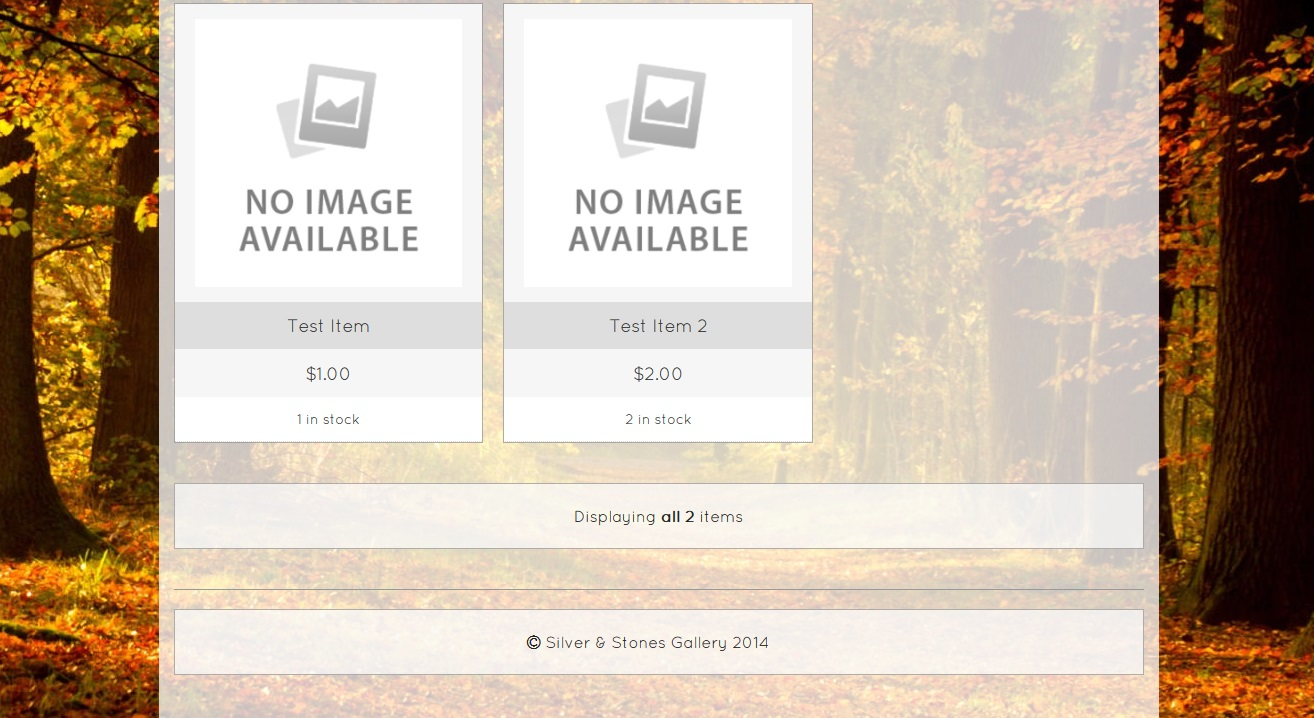 NO IMAGE
AVAILABLE
Test Item
$1.00
1 in stock
NO IMAGE
AVAILABLE
Test Item 2
$2.00
2 in stock
Displaying all 2 items
© Silver & Stones Gallery 2014